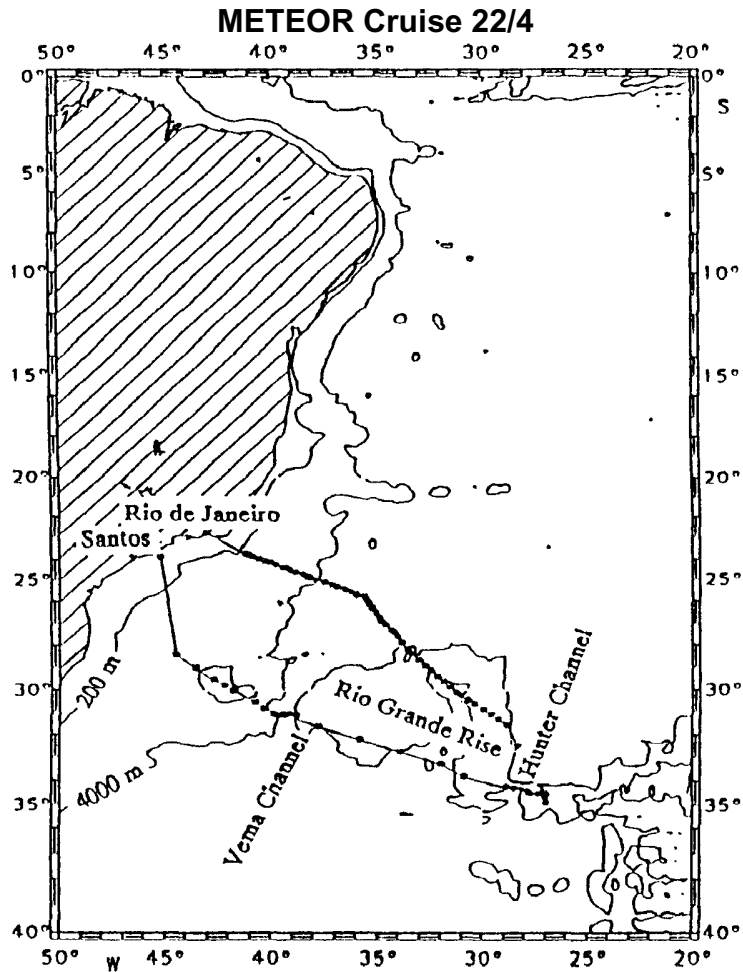 METEOR Cruise 22/4
50° 45° 40° 35° 30° 25° 20°
0° 0°
S
5° 5°
10° 10°
15° 15°
20° 20°
Rio de Janeiro
Santos
25° 25°
200 m
30° 30°
Rio Grande Rise
Hunter Channel
4000 m
Vema Channel
35° 35°
40° 40°
50° W 45° 40° 35° 30° 25° 20°